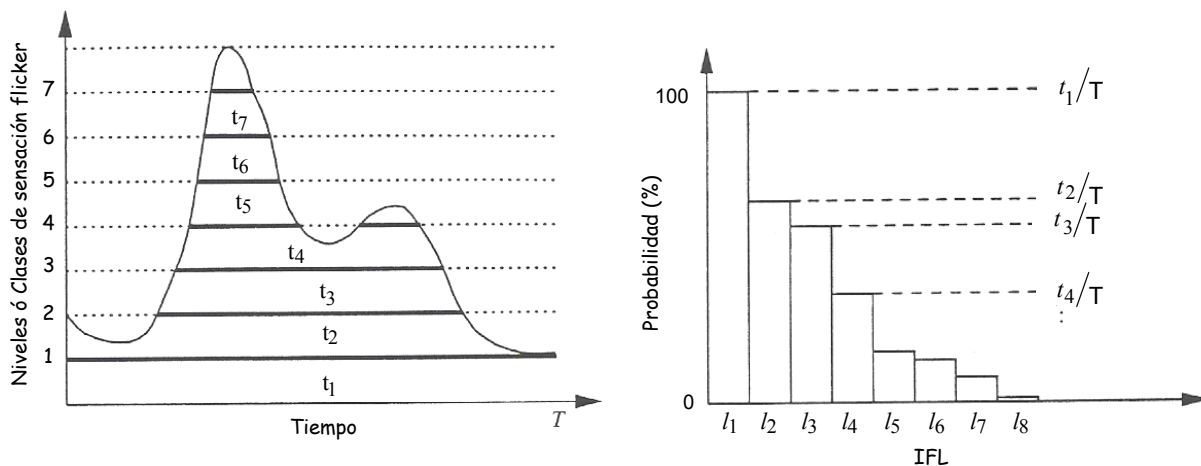 Niveles ó Clases de sensación flicker
7
6
5
4
3
2
1
t7
t6
t5
t4
t3
t2
t1
Tiempo
T
Probabilidad (%)
100
0
t1/T
t2/T
t3/T
t4/T
⋮
l1 l2 l3 l4 l5 l6 l7 l8
IFL